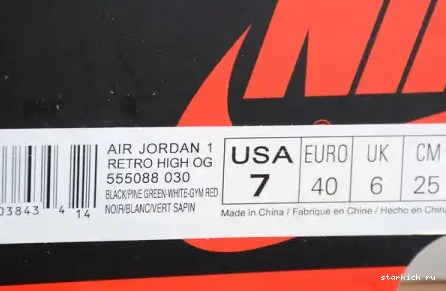 NIK
AIR JORDAN 1
RETRO HIGH OG
555088 030
BLACK/PINE GREEN-WHITE-GYM RED
NOIR/BLANC/VERT SAPIN
03843 4 14
USA EURO UK CM
7 40 6 25
Made in China / Fabriqué en Chine / Hecho en China
starkick ru